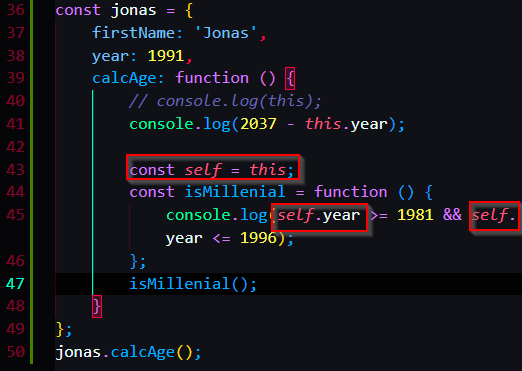 36 const jonas = {
37 firstName: 'Jonas',
38 year: 1991,
39 calcAge: function () {
40 // console.log(this);
41 console.log(2037 - this.year);
42
43 const self = this;
44 const isMillenial = function () {
45 console.log(self.year >= 1981 && self.
year <= 1996);
46 };
47 isMillenial();
48 }
49 };
50 jonas.calcAge();